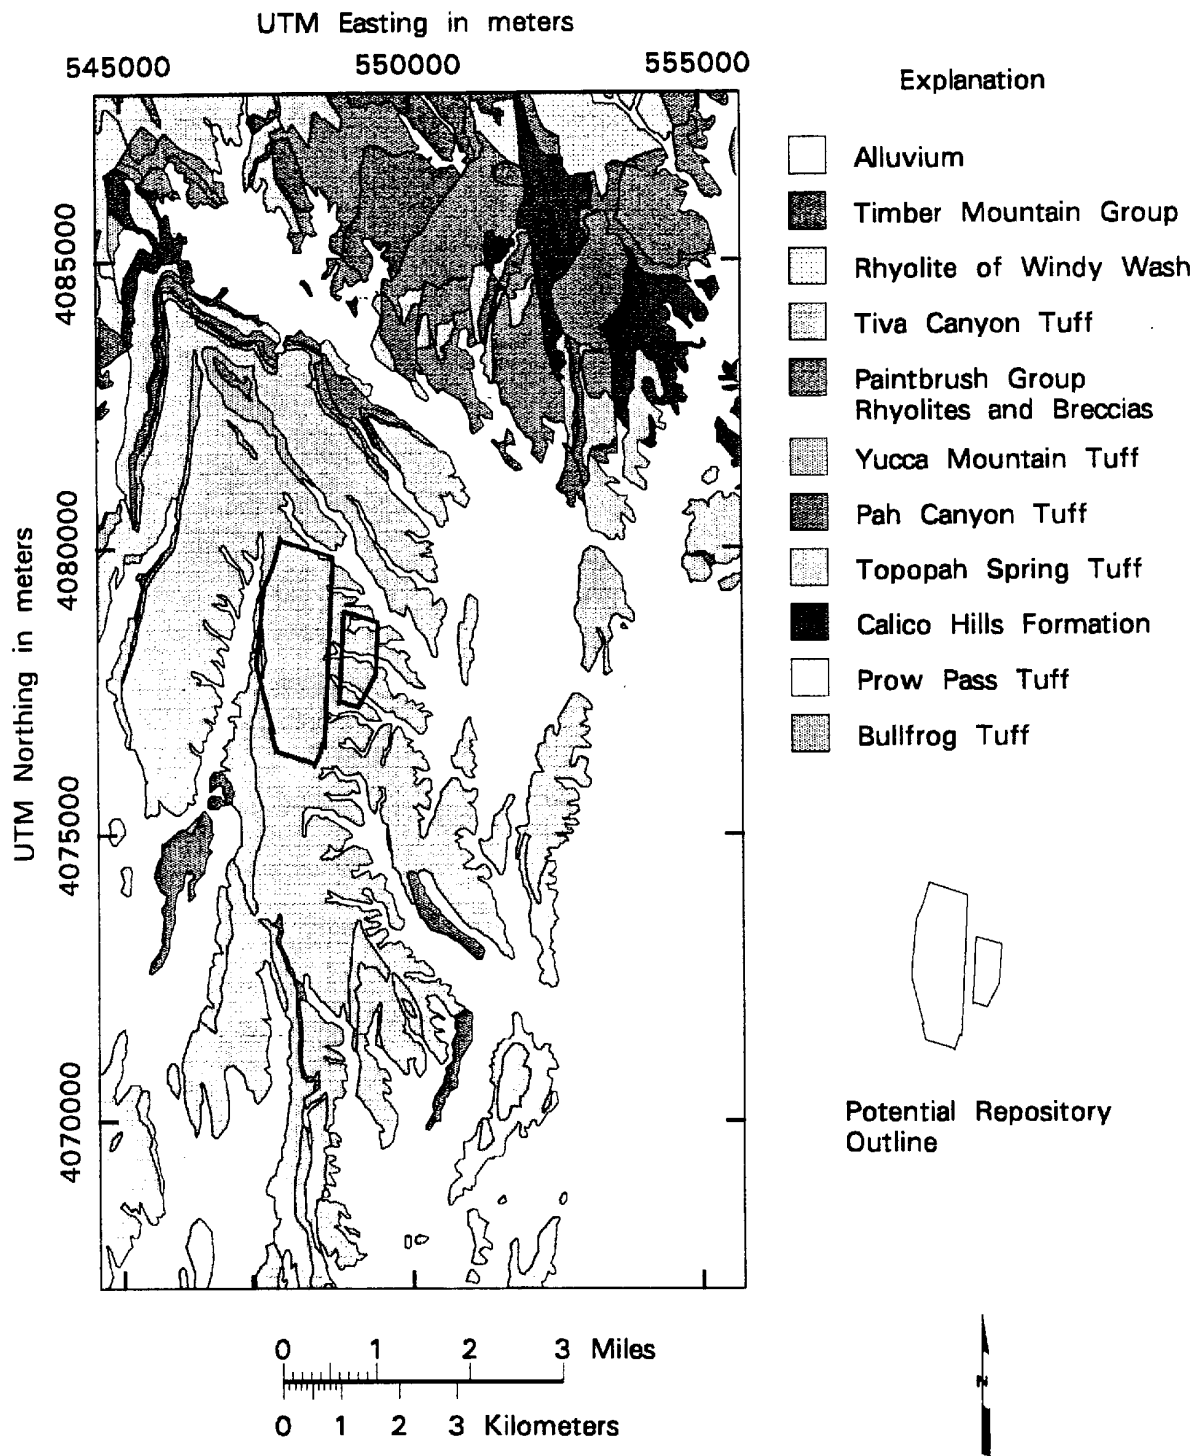 UTM Easting in meters
545000 550000 555000
Explanation
Alluvium
Timber Mountain Group
Rhyolite of Windy Wash
Tiva Canyon Tuff
Paintbrush Group
Rhyolites and Breccias
Yucca Mountain Tuff
Pah Canyon Tuff
Topopah Spring Tuff
Calico Hills Formation
Prow Pass Tuff
Bullfrog Tuff
UTM Northing in meters
4085000
4080000
4075000
4070000
Potential Repository
Outline
0 1 2 3 Miles
0 1 2 3 Kilometers
N